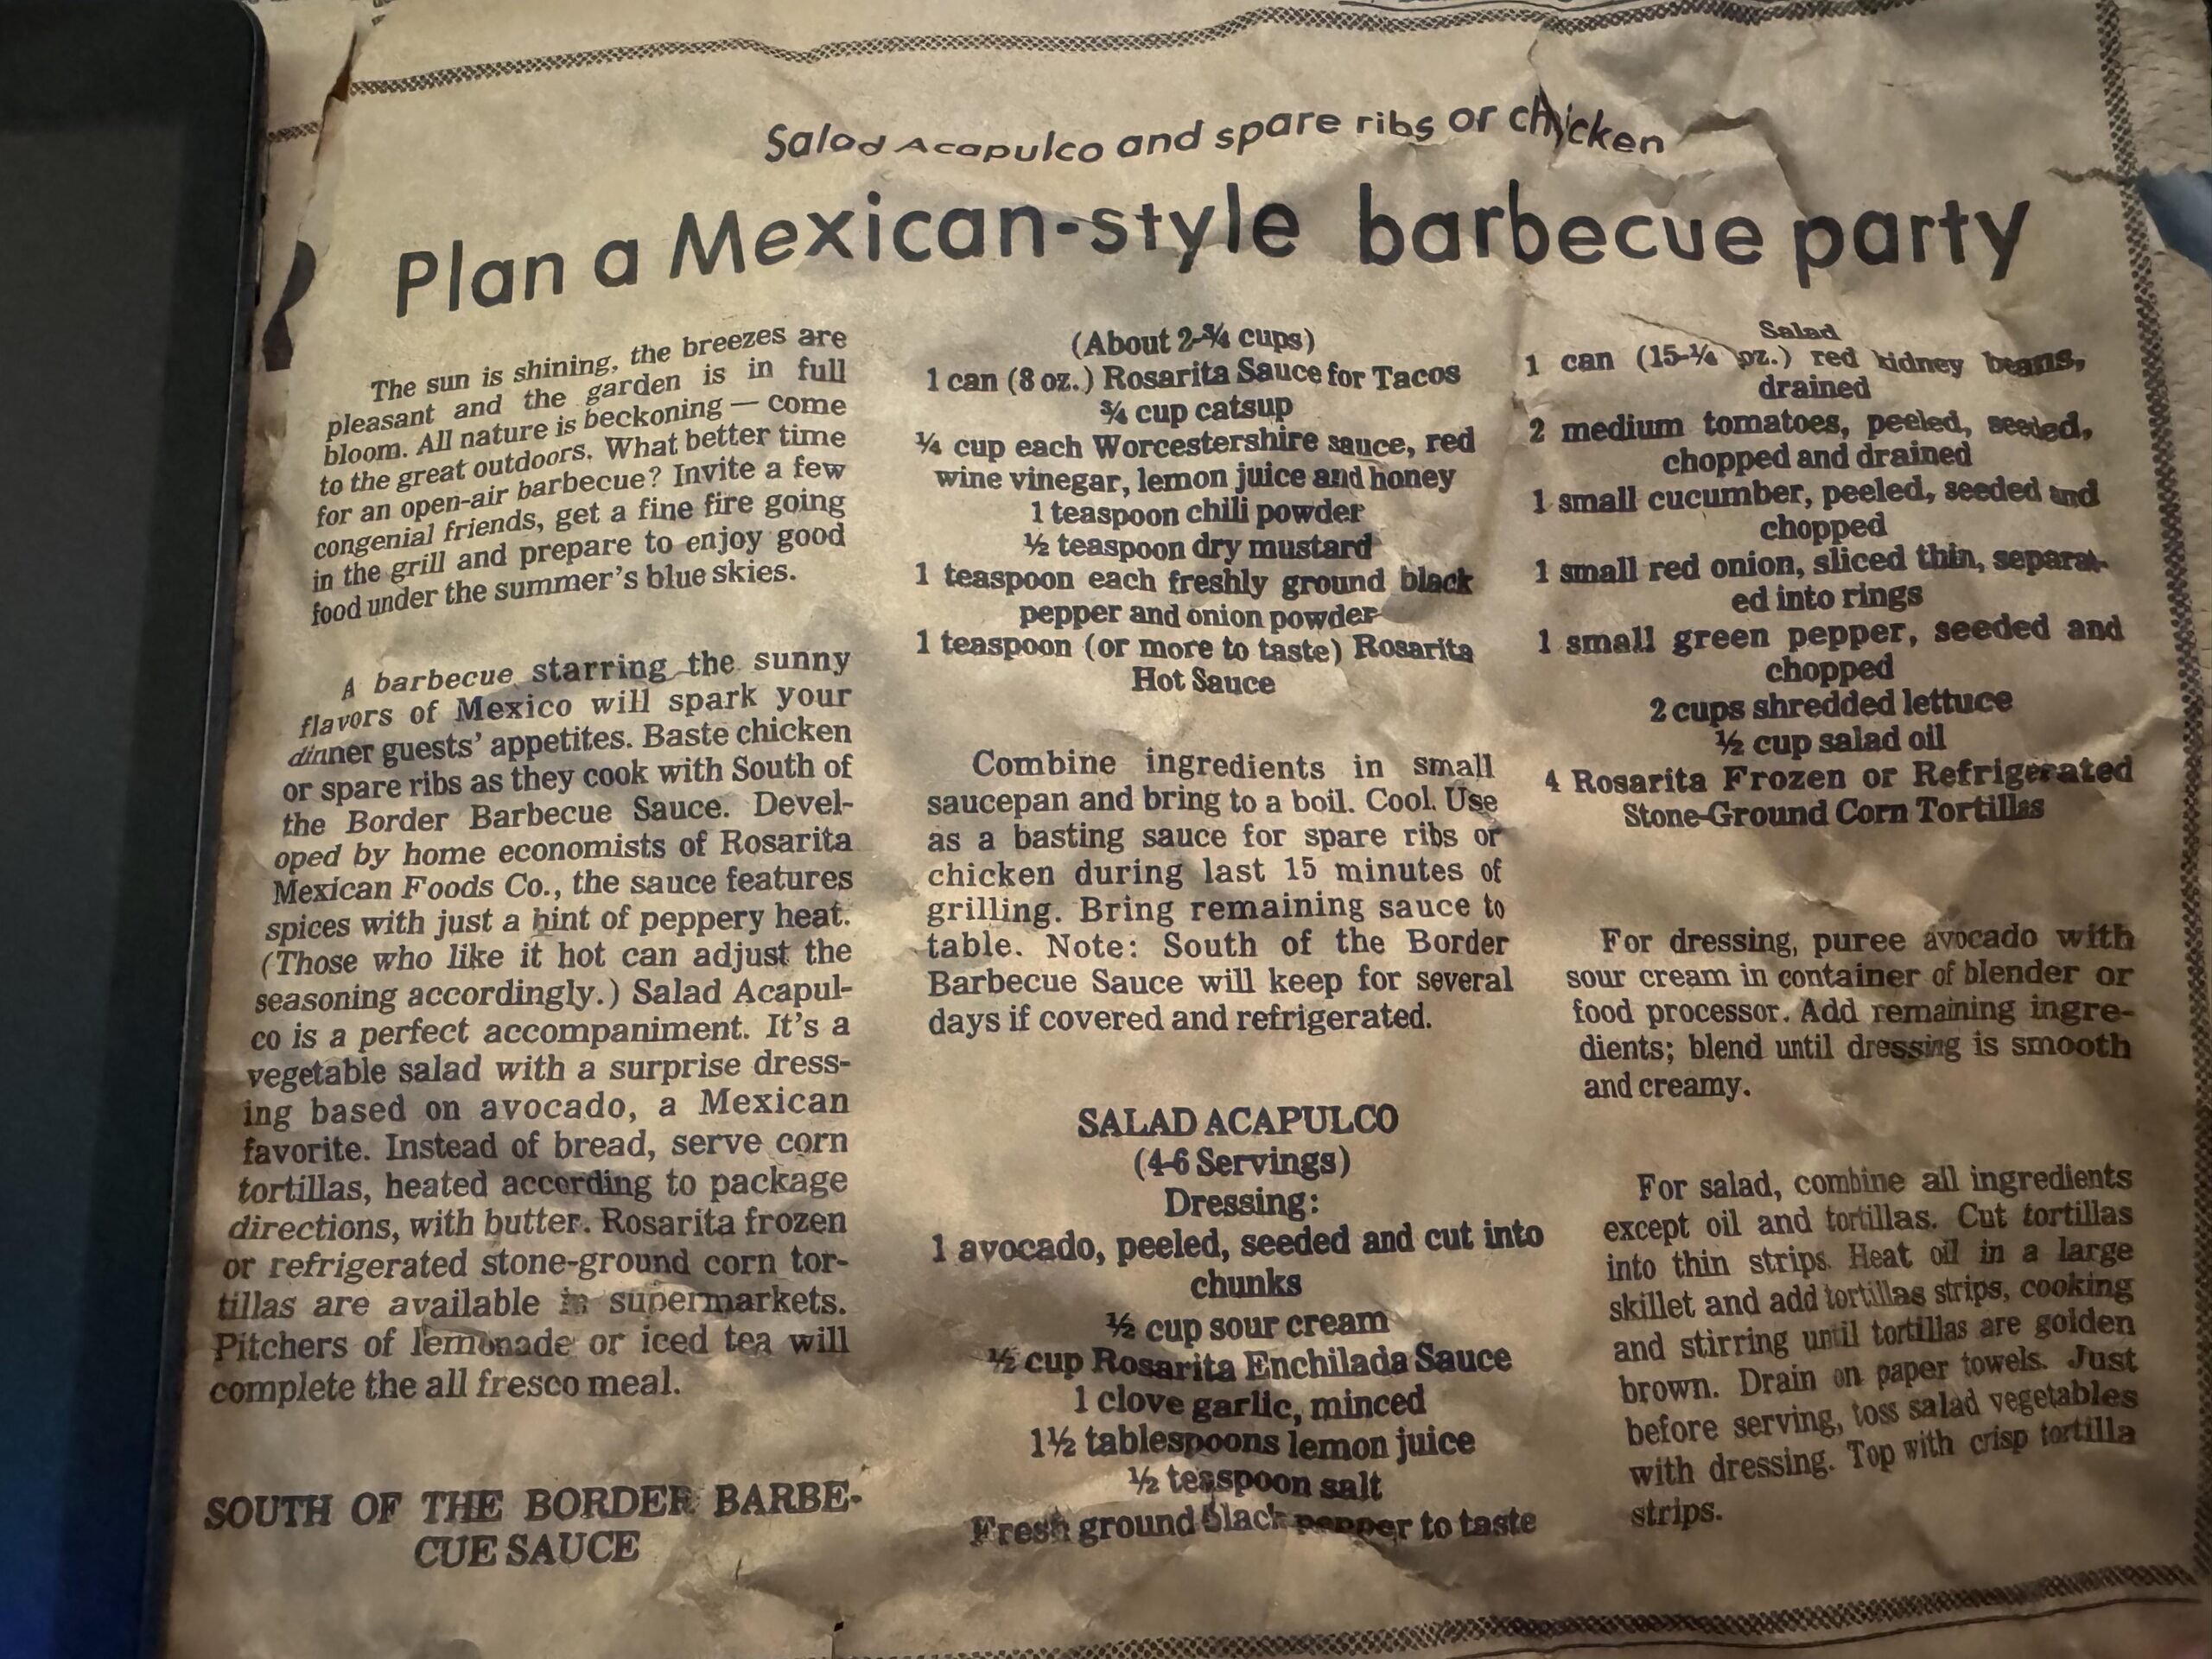 Salad Acapulco and spare ribs or chicken
Plan a Mexican-style barbecue party
The sun is shining, the breezes are
pleasant and the garden is in full
bloom. All nature is beckoning — come
to the great outdoors. What better time
for an open-air barbecue? Invite a few
congenial friends, get a fine fire going
in the grill and prepare to enjoy good
food under the summer's blue skies.
A barbecue starring the sunny
flavors of Mexico will spark your
dinner guests' appetites. Baste chicken
or spare ribs as they cook with South of
the Border Barbecue Sauce. Devel-
oped by home economists of Rosarita
Mexican Foods Co., the sauce features
spices with just a hint of peppery heat.
(Those who like it hot can adjust the
seasoning accordingly.) Salad Acapul-
co is a perfect accompaniment. It's a
vegetable salad with a surprise dress-
ing based on avocado, a Mexican
favorite. Instead of bread, serve corn
tortillas, heated according to package
directions, with butter. Rosarita frozen
or refrigerated stone-ground corn tor-
tillas are available in supermarkets.
Pitchers of lemonade or iced tea will
complete the all fresco meal.
SOUTH OF THE BORDER BARBE-
CUE SAUCE
(About 2-¾ cups)
1 can (8 oz.) Rosarita Sauce for Tacos
¾ cup catsup
¼ cup each Worcestershire sauce, red
wine vinegar, lemon juice and honey
1 teaspoon chili powder
½ teaspoon dry mustard
1 teaspoon each freshly ground black
pepper and onion powder
1 teaspoon (or more to taste) Rosarita
Hot Sauce
Combine ingredients in small
saucepan and bring to a boil. Cool. Use
as a basting sauce for spare ribs or
chicken during last 15 minutes of
grilling. Bring remaining sauce to
table. Note: South of the Border
Barbecue Sauce will keep for several
days if covered and refrigerated.
SALAD ACAPULCO
(4-6 Servings)
Dressing:
1 avocado, peeled, seeded and cut into
chunks
½ cup sour cream
½ cup Rosarita Enchilada Sauce
1 clove garlic, minced
1½ tablespoons lemon juice
½ teaspoon salt
Fresh ground black pepper to taste
Salad
1 can (15-¼ oz.) red kidney beans,
drained
2 medium tomatoes, peeled, seeded,
chopped and drained
1 small cucumber, peeled, seeded and
chopped
1 small red onion, sliced thin, separat-
ed into rings
1 small green pepper, seeded and
chopped
2 cups shredded lettuce
½ cup salad oil
4 Rosarita Frozen or Refrigerated
Stone-Ground Corn Tortillas
For dressing, puree avocado with
sour cream in container of blender or
food processor. Add remaining ingre-
dients; blend until dressing is smooth
and creamy.
For salad, combine all ingredients
except oil and tortillas. Cut tortillas
into thin strips. Heat oil in a large
skillet and add tortillas strips, cooking
and stirring until tortillas are golden
brown. Drain on paper towels. Just
before serving, toss salad vegetables
with dressing. Top with crisp tortilla
strips.